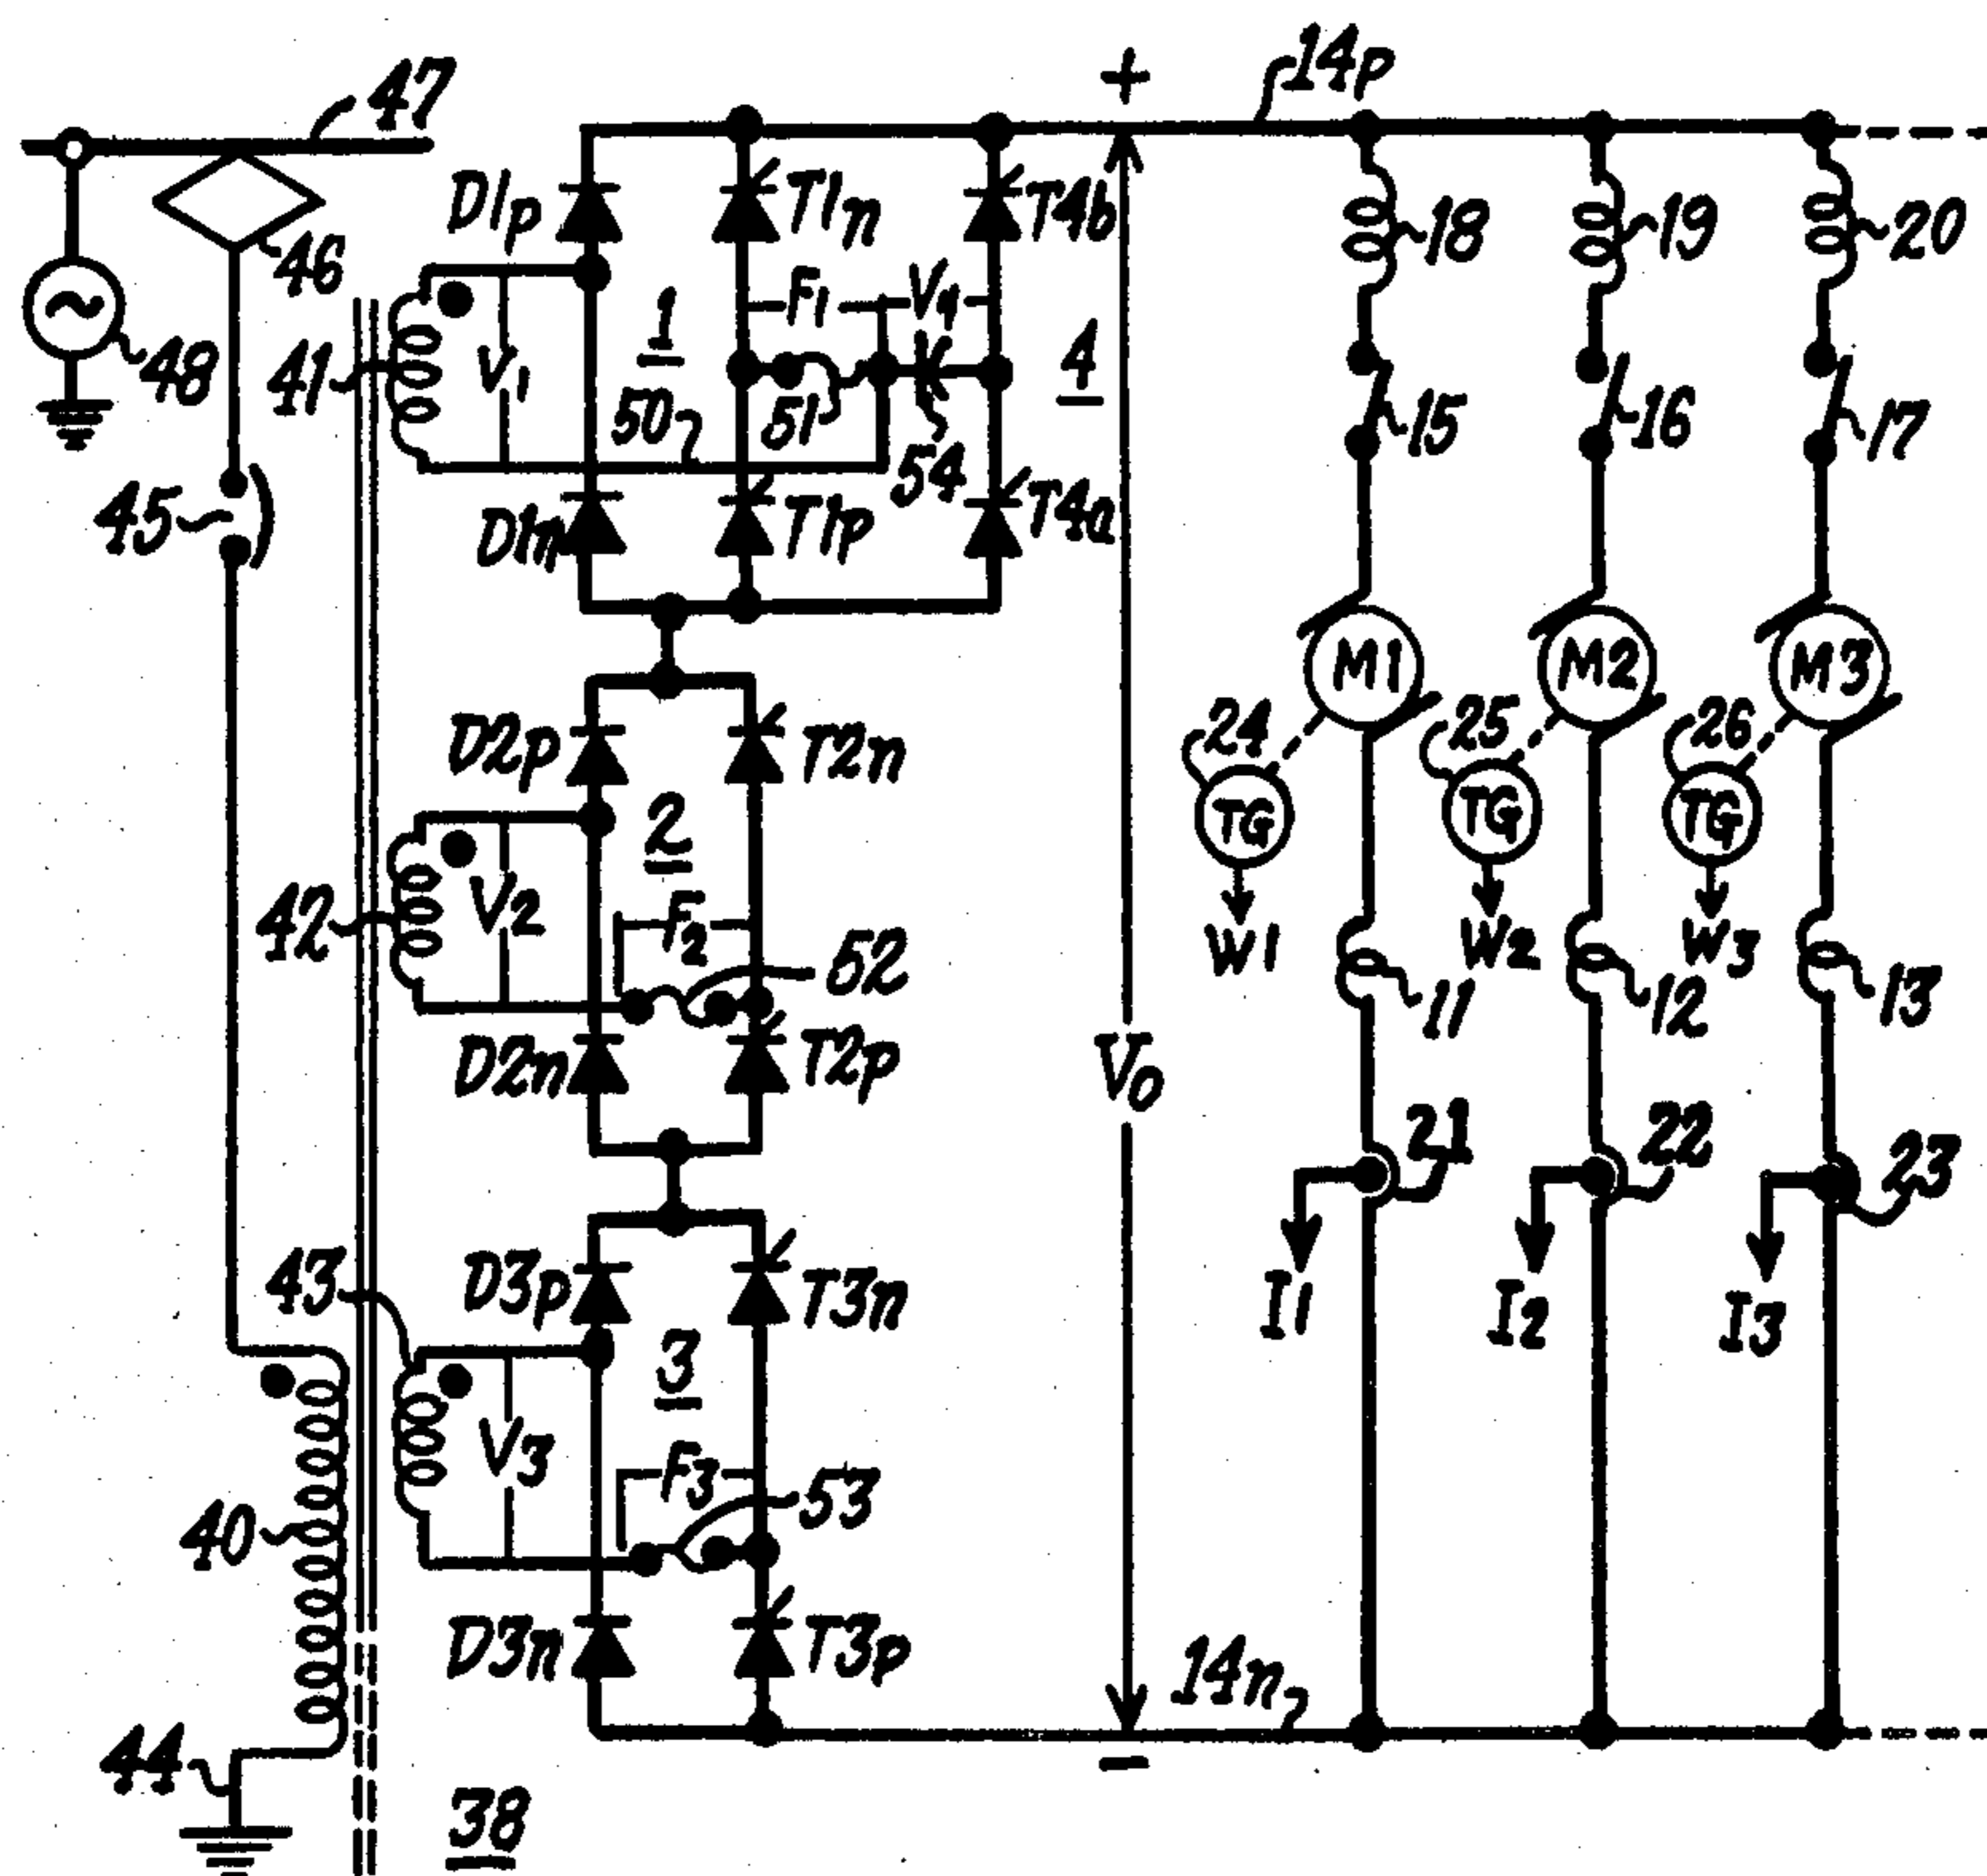 47
+
14p
D1p
T1n
T4b
18
19
20
46
48
41
V1
1
F1
V4
4
50
51
54
15
16
17
45
D1n
T1p
T4a
M1
M2
M3
D2p
T2n
24
25
26
TG
TG
TG
2
42
V2
F2
52
W1
W2
W3
11
12
13
D2n
T2p
V0
21
22
23
43
D3p
T3n
I1
I2
I3
3
V3
F3
53
40
D3n
T3p
14n
44
−
38